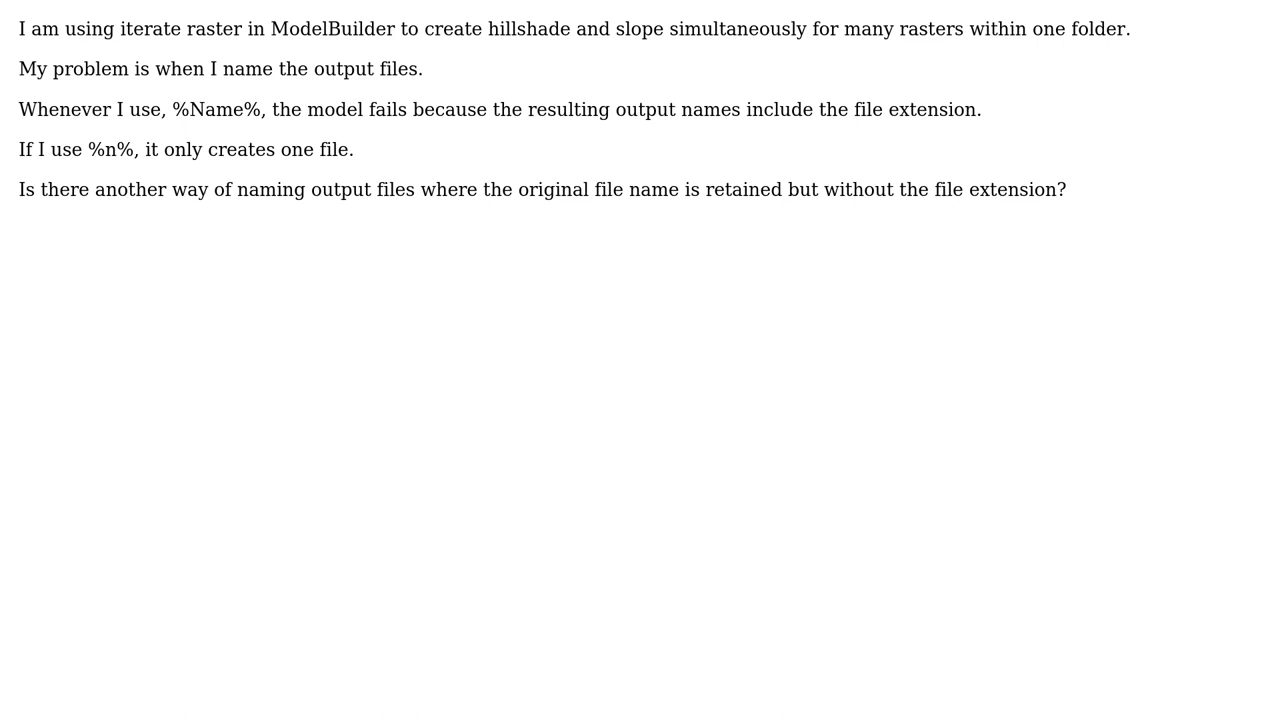 I am using iterate raster in ModelBuilder to create hillshade and slope simultaneously for many rasters within one folder.
My problem is when I name the output files.
Whenever I use, %Name%, the model fails because the resulting output names include the file extension.
If I use %n%, it only creates one file.
Is there another way of naming output files where the original file name is retained but without the file extension?